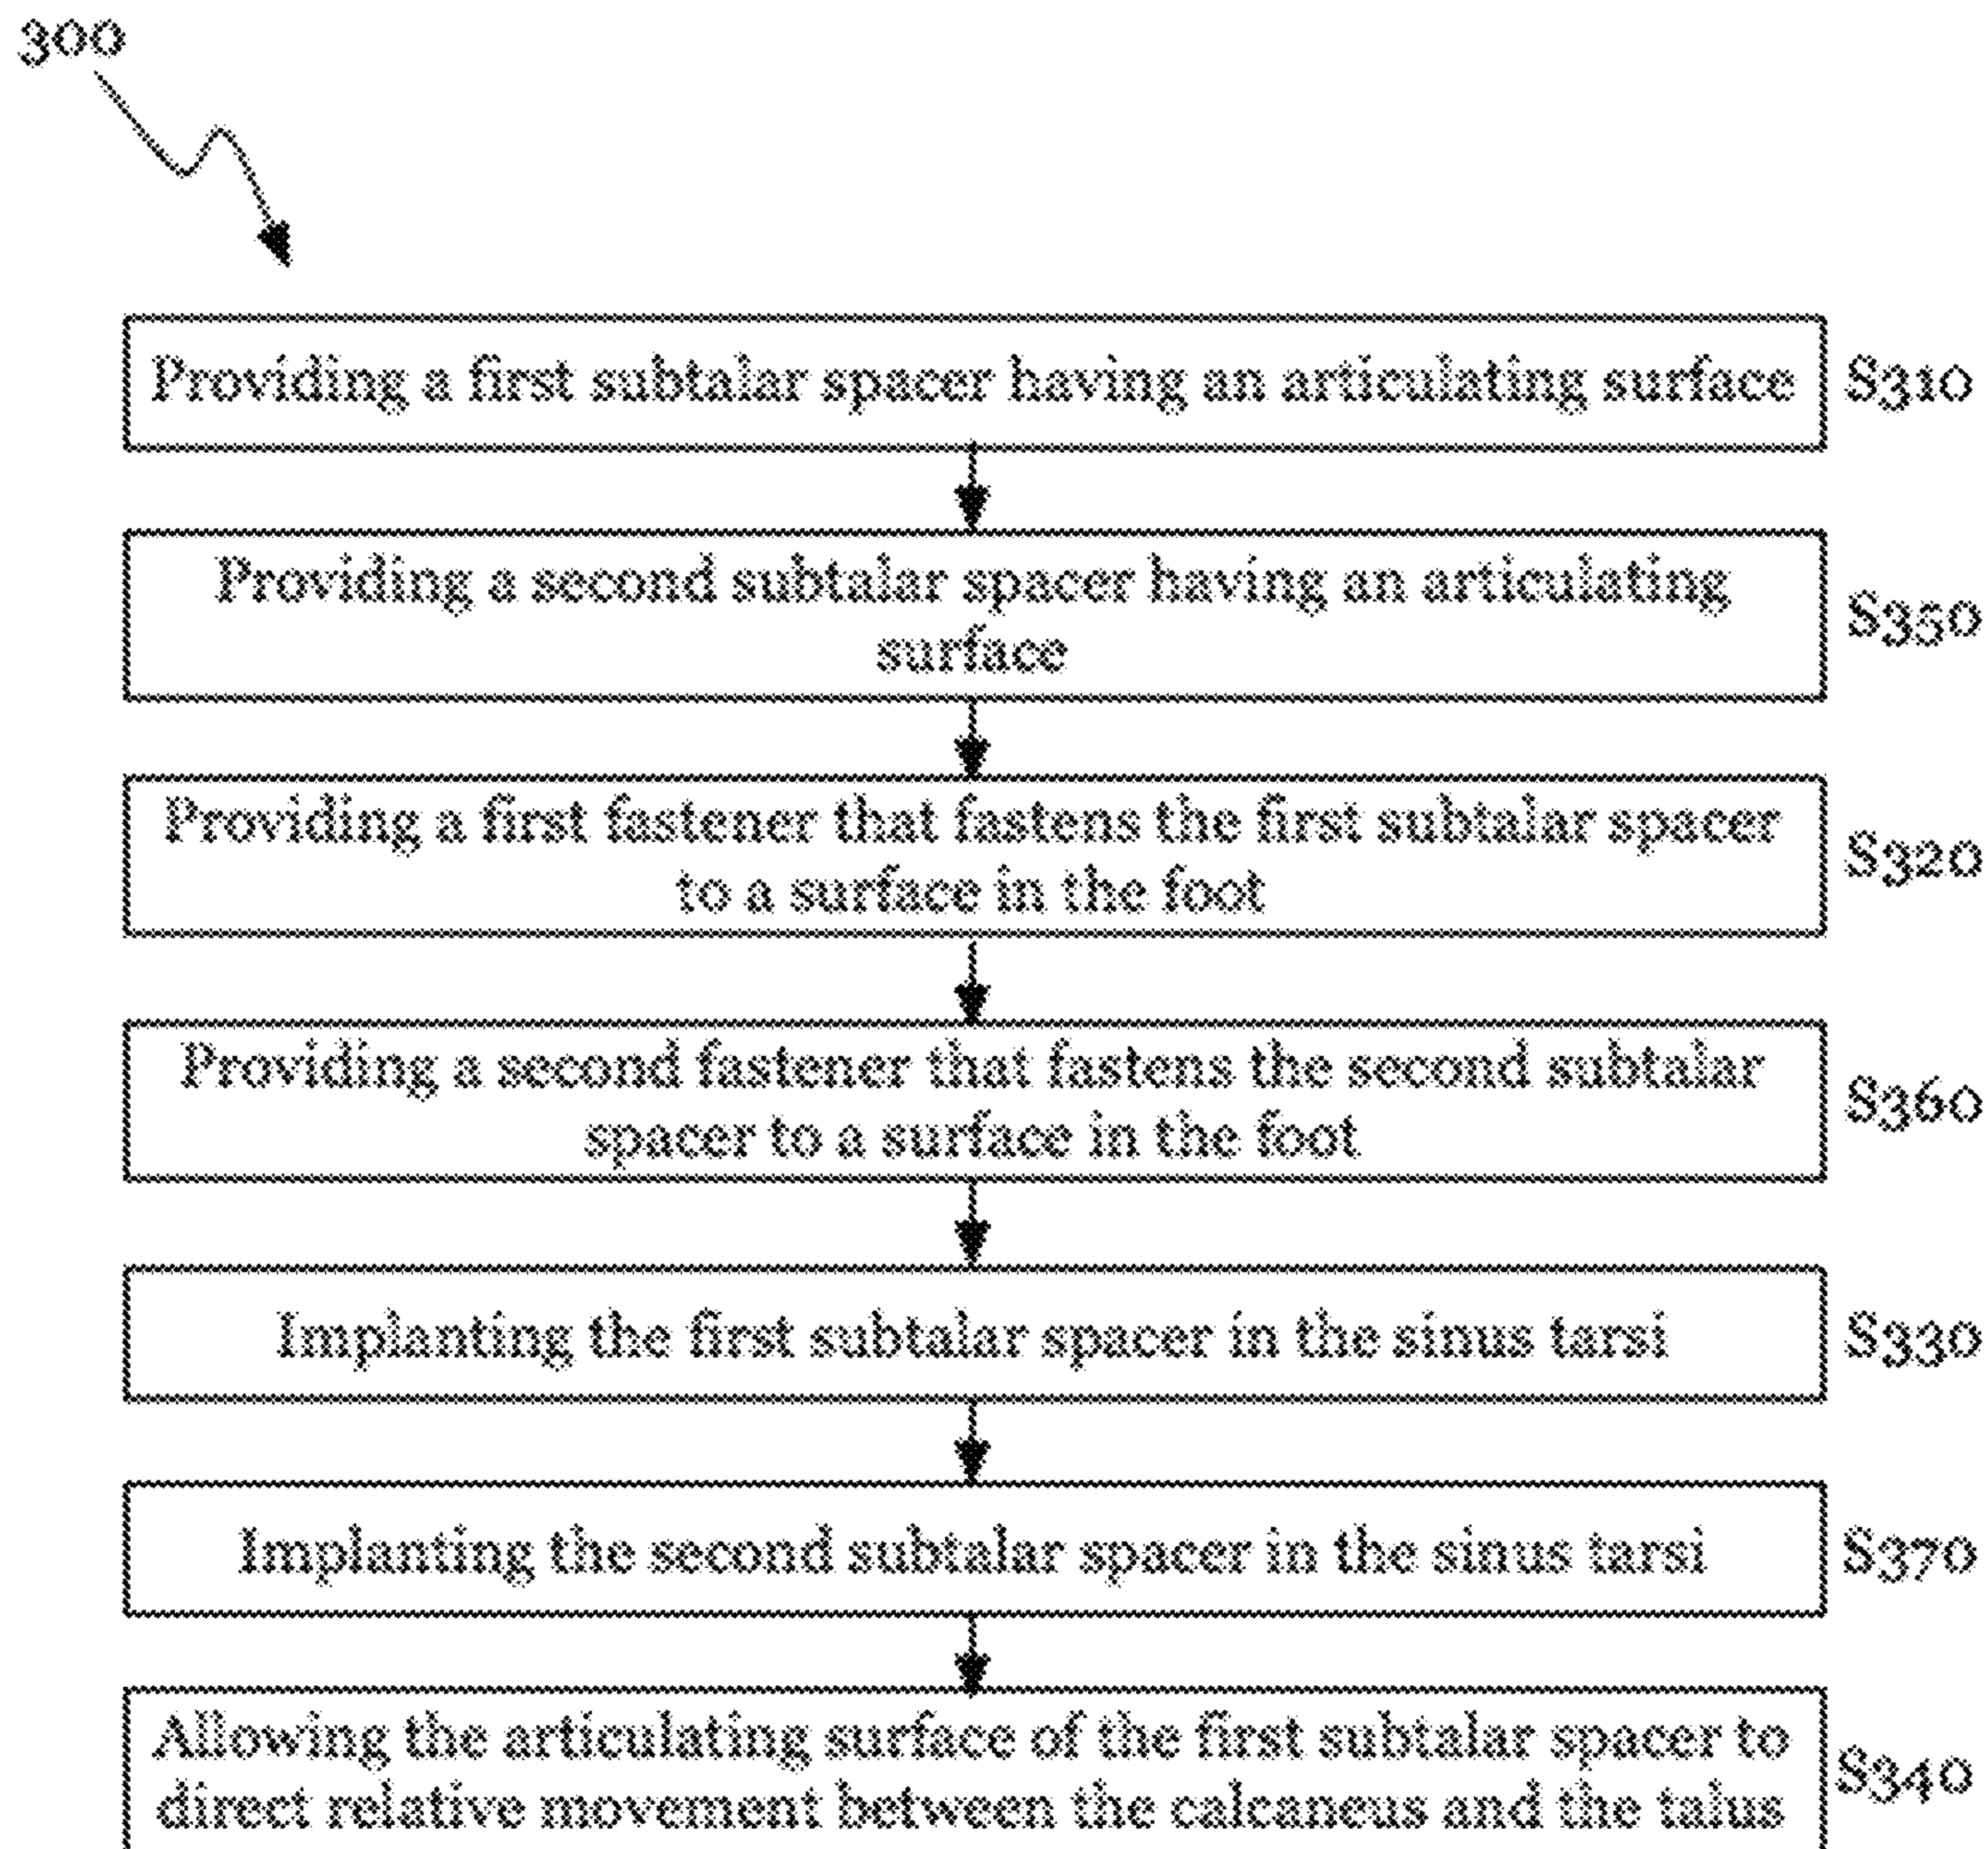 300
Providing a first subtalar spacer having an articulating surface
S310
Providing a second subtalar spacer having an articulating
surface
S350
Providing a first fastener that fastens the first subtalar spacer
to a surface in the foot
S320
Providing a second fastener that fastens the second subtalar
spacer to a surface in the foot
S360
Implanting the first subtalar spacer in the sinus tarsi
S330
Implanting the second subtalar spacer in the sinus tarsi
S370
Allowing the articulating surface of the first subtalar spacer to
direct relative movement between the calcaneus and the talus
S340